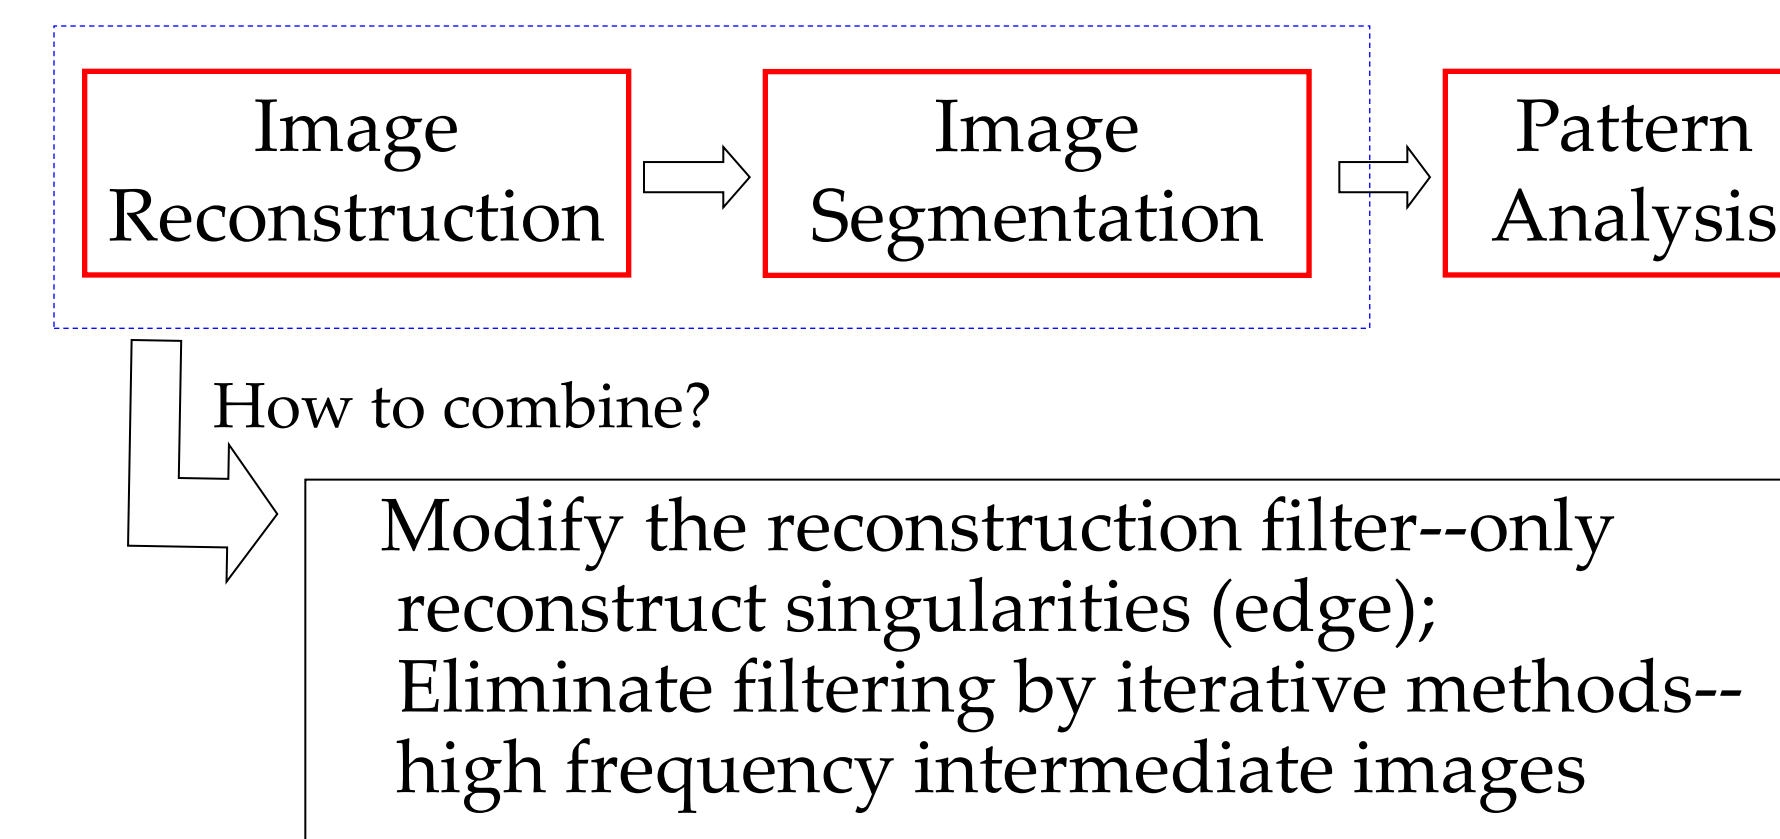 Image
Reconstruction
Image
Segmentation
Pattern
Analysis
How to combine?
Modify the reconstruction filter--only
reconstruct singularities (edge);
Eliminate filtering by iterative methods--
high frequency intermediate images